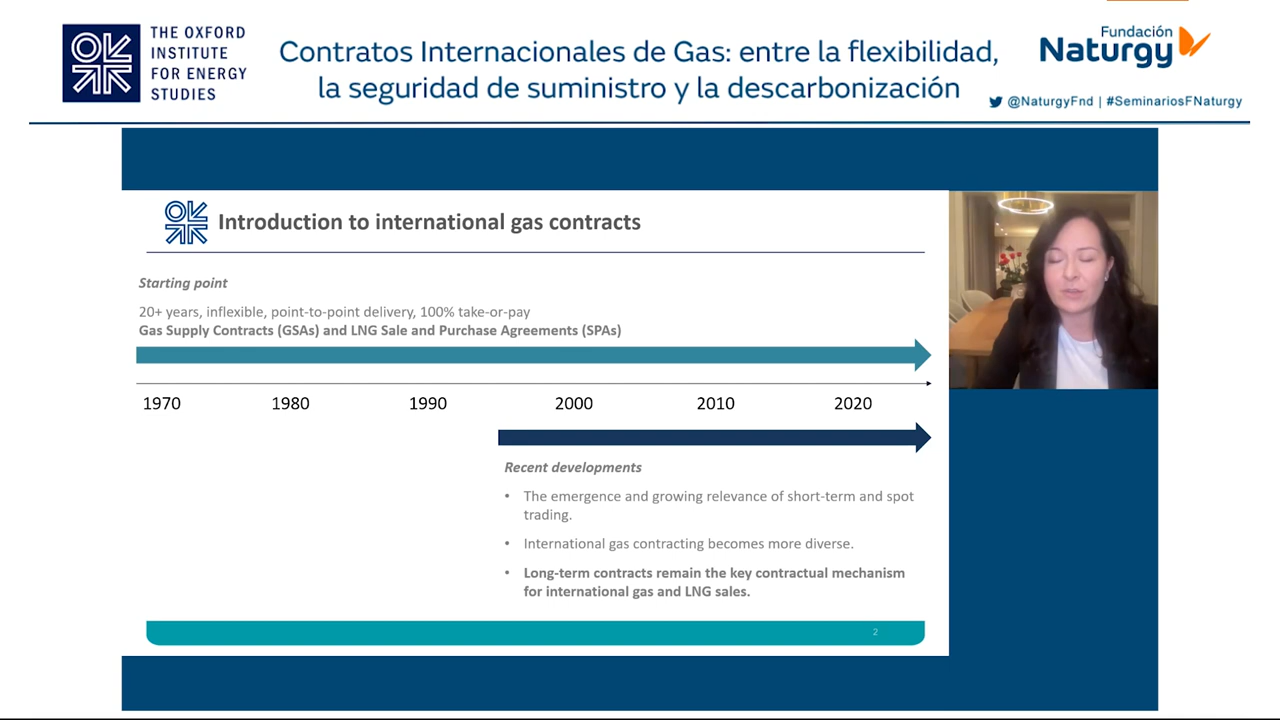 THE OXFORD
INSTITUTE
FOR ENERGY
STUDIES
Contratos Internacionales de Gas: entre la flexibilidad,
la seguridad de suministro y la descarbonización
Fundación
Naturgy
@NaturgyFnd | #SeminariosFNaturgy
Introduction to international gas contracts
Starting point
20+ years, inflexible, point-to-point delivery, 100% take-or-pay
Gas Supply Contracts (GSAs) and LNG Sale and Purchase Agreements (SPAs)
1970 1980 1990 2000 2010 2020
Recent developments
• The emergence and growing relevance of short-term and spot
trading.
• International gas contracting becomes more diverse.
• Long-term contracts remain the key contractual mechanism
for international gas and LNG sales.
2